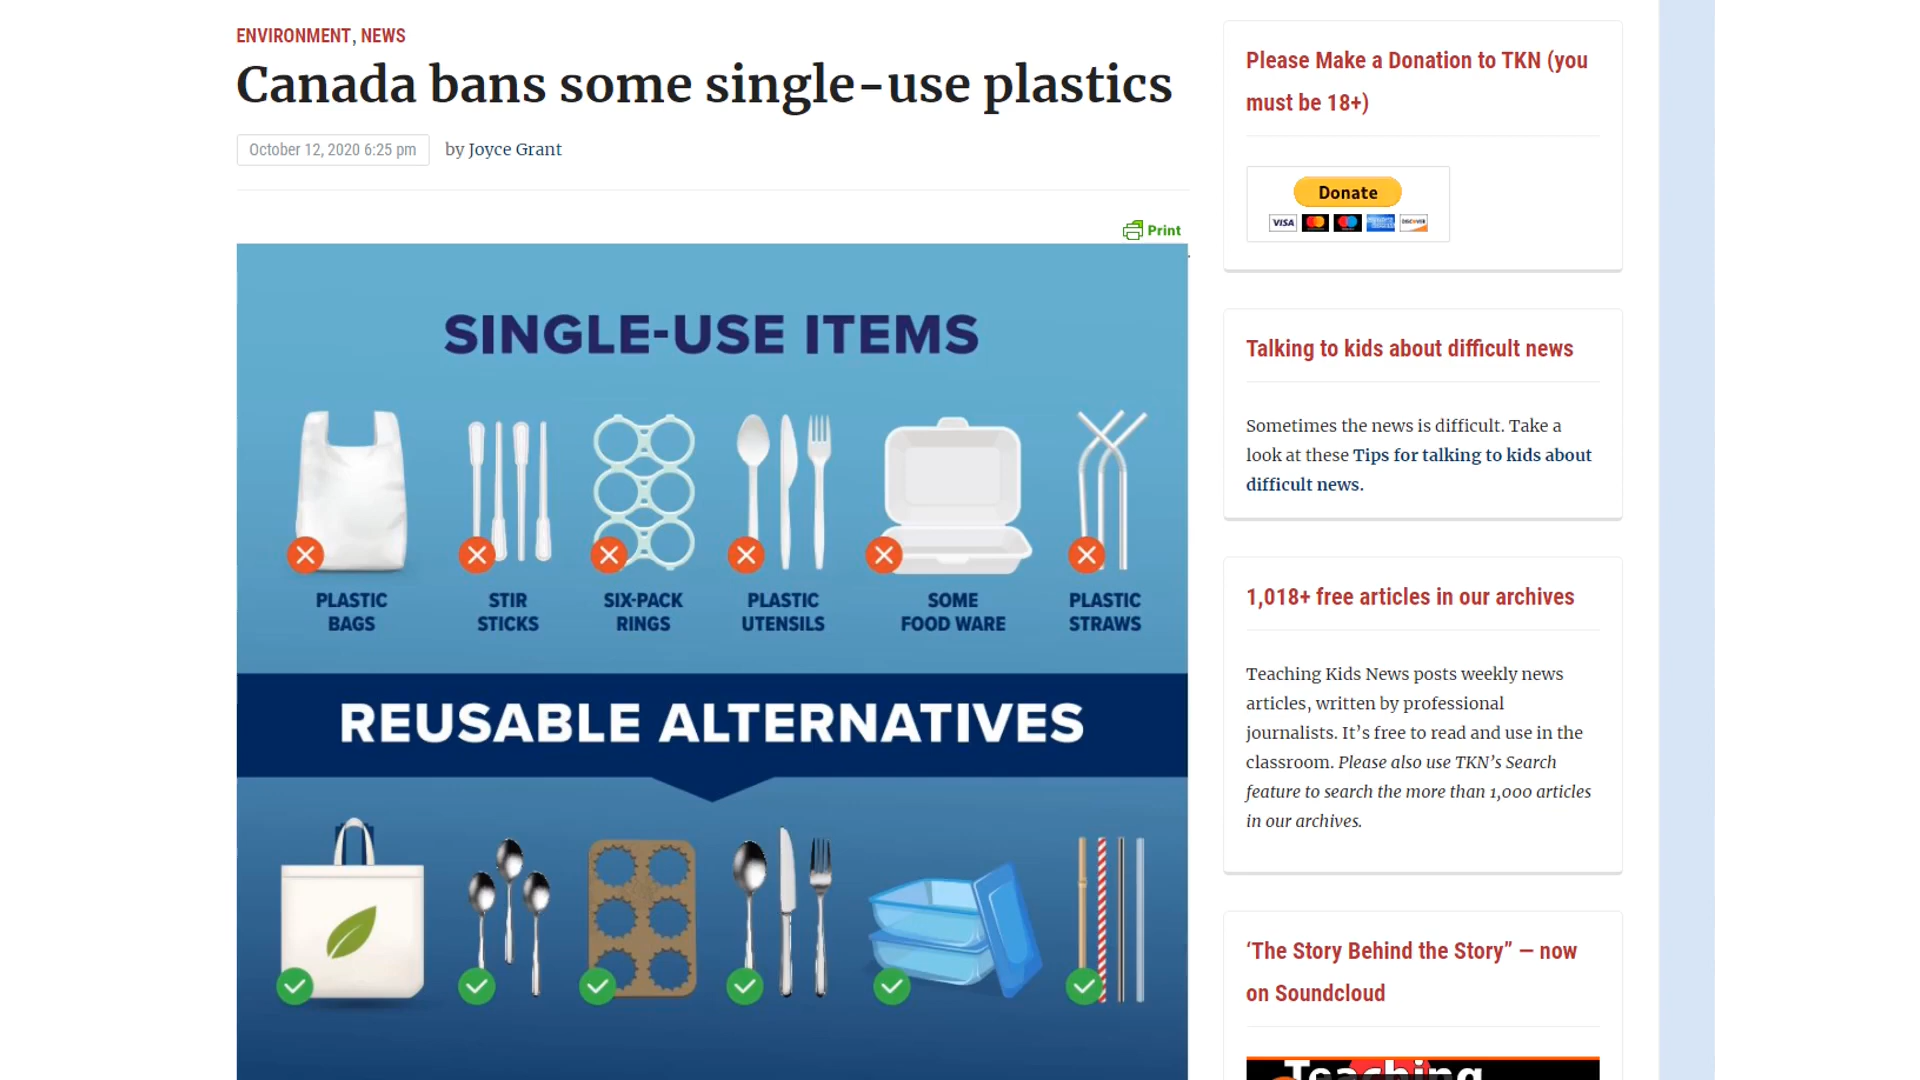 ENVIRONMENT, NEWS
Canada bans some single-use plastics
October 12, 2020 6:25 pm by Joyce Grant
Print
SINGLE-USE ITEMS
PLASTIC
BAGS
STIR
STICKS
SIX-PACK
RINGS
PLASTIC
UTENSILS
SOME
FOOD WARE
PLASTIC
STRAWS
REUSABLE ALTERNATIVES
Please Make a Donation to TKN (you
must be 18+)
Donate
VISA
DISCOVER
Talking to kids about difficult news
Sometimes the news is difficult. Take a
look at these Tips for talking to kids about
difficult news.
1,018+ free articles in our archives
Teaching Kids News posts weekly news
articles, written by professional
journalists. It’s free to read and use in the
classroom. Please also use TKN’s Search
feature to search the more than 1,000 articles
in our archives.
‘The Story Behind the Story” — now
on Soundcloud
Teaching